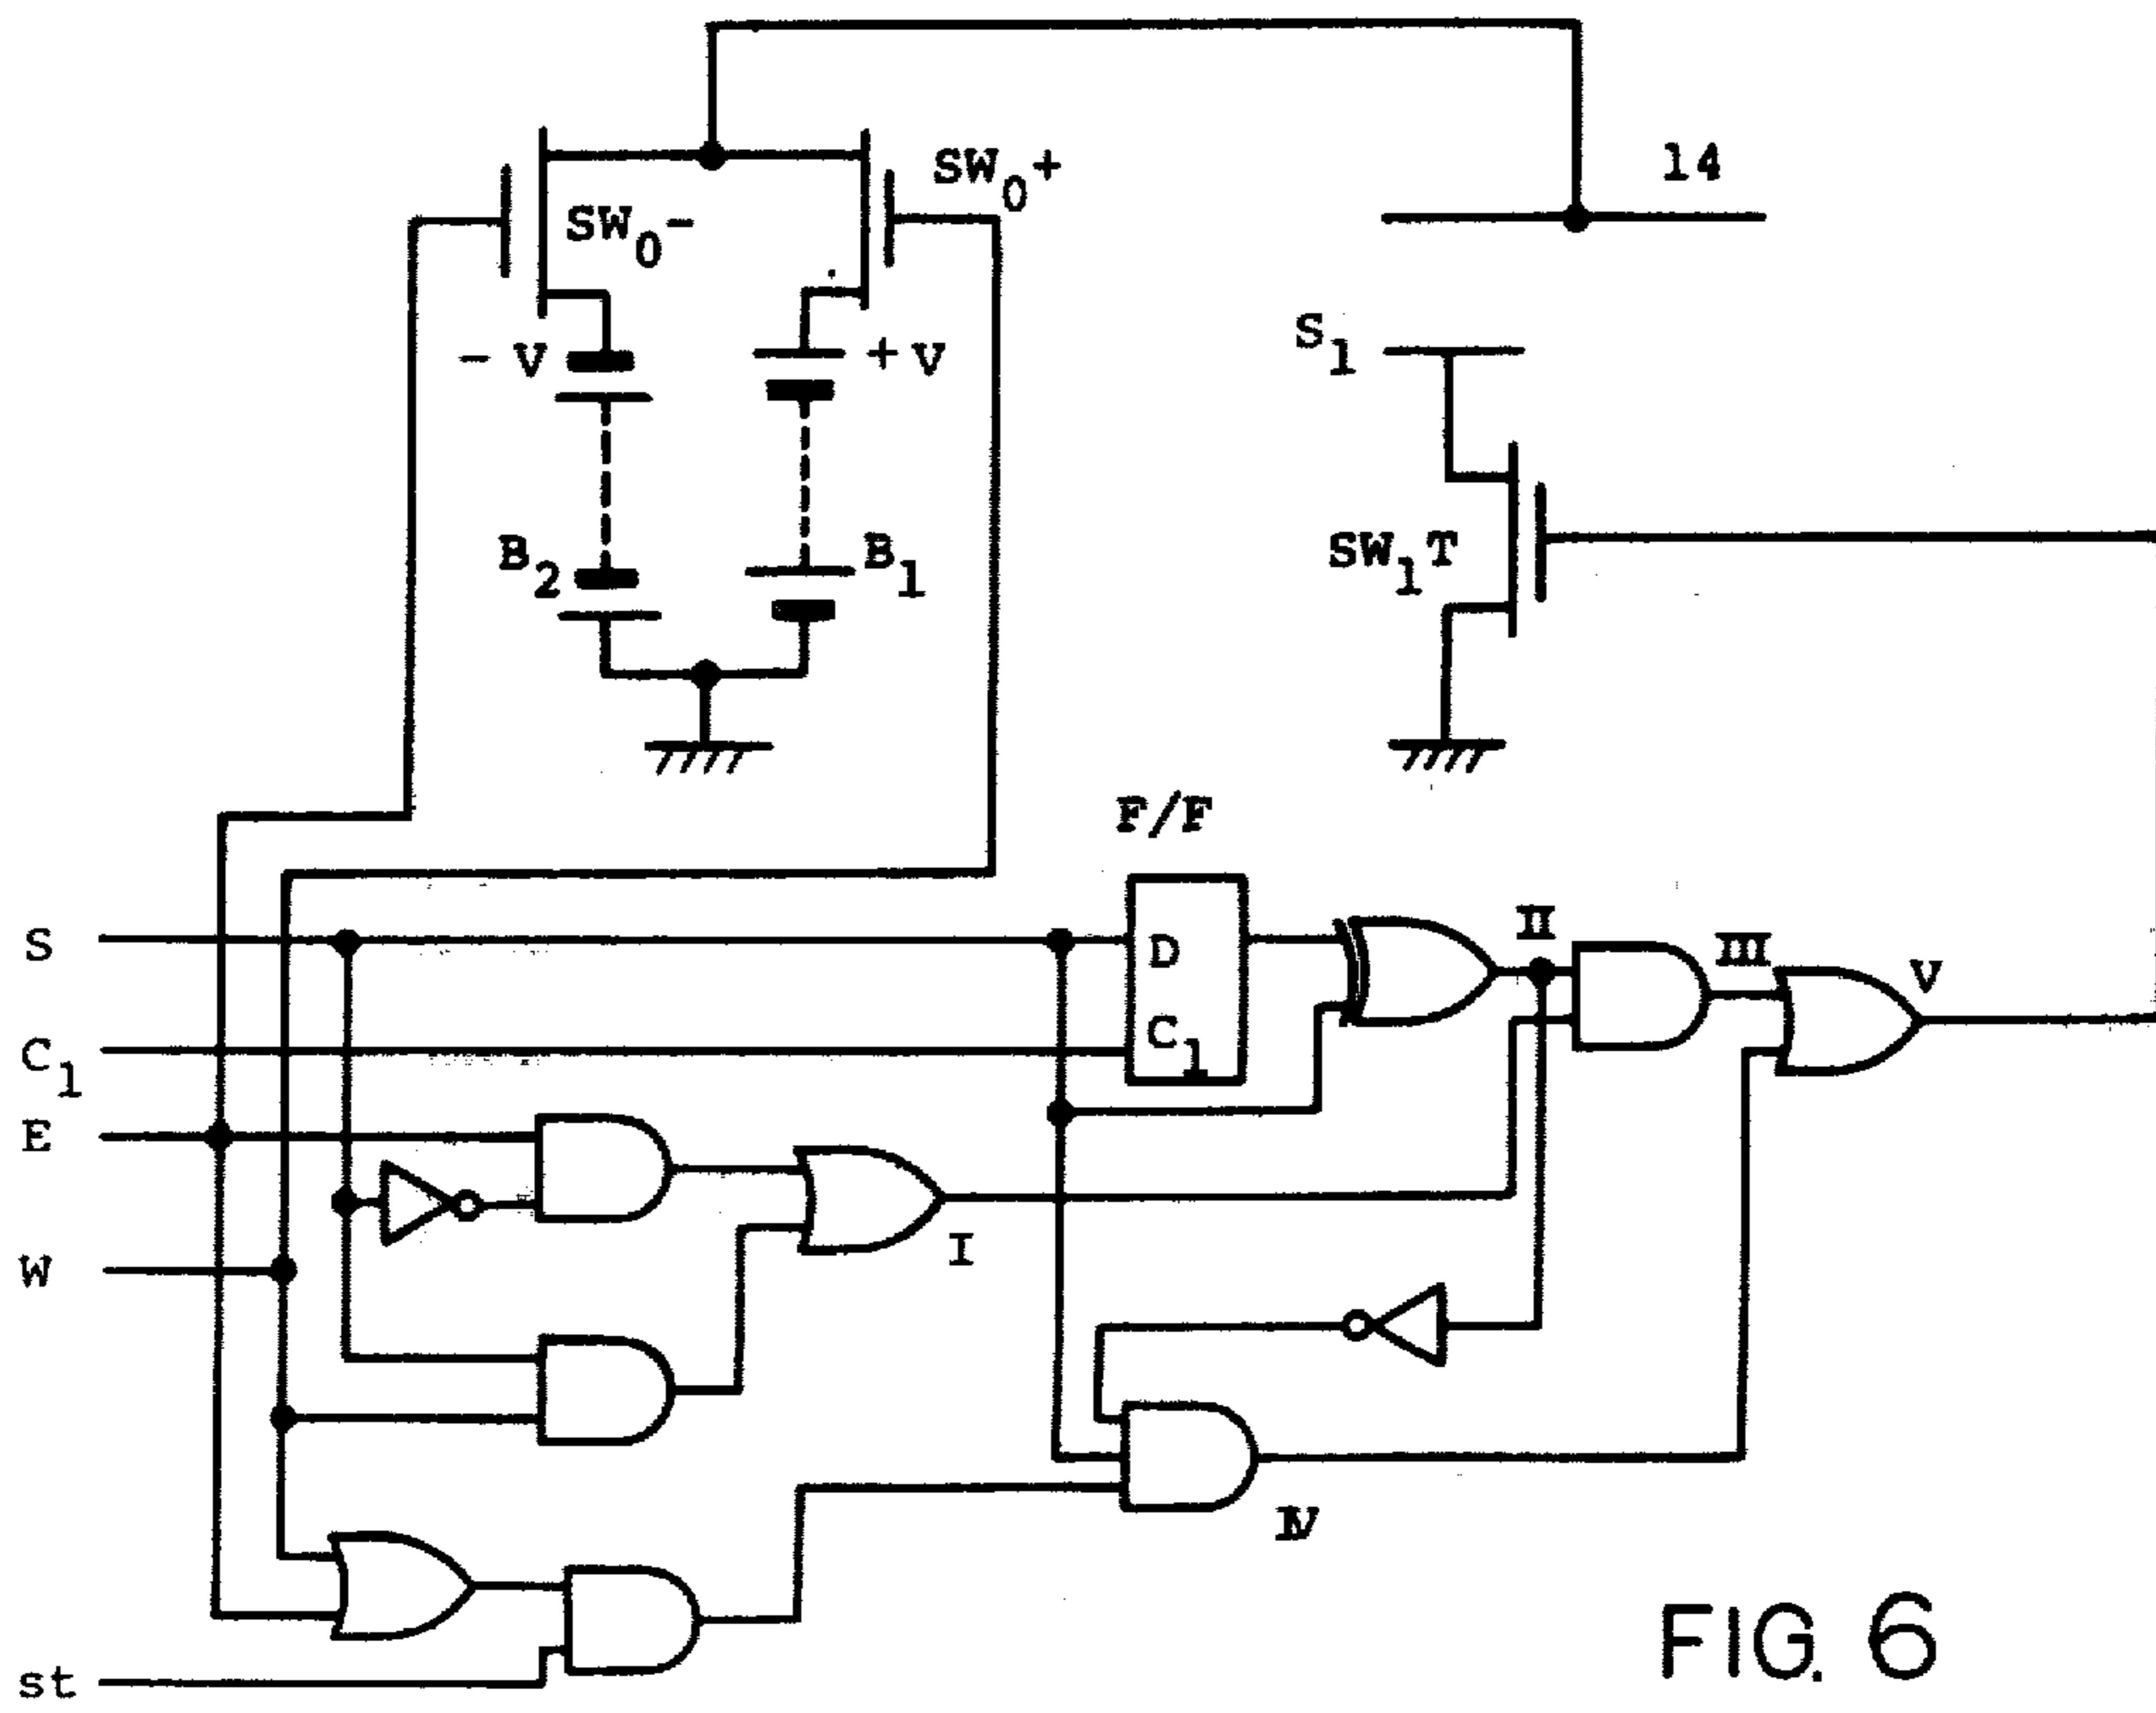 14
SW0+
SW0-
S1
- V
+ V
B2
B1
SW1T
F/F
S
D
II
III
V
C1
C1
E
I
W
IV
st
FIG. 6